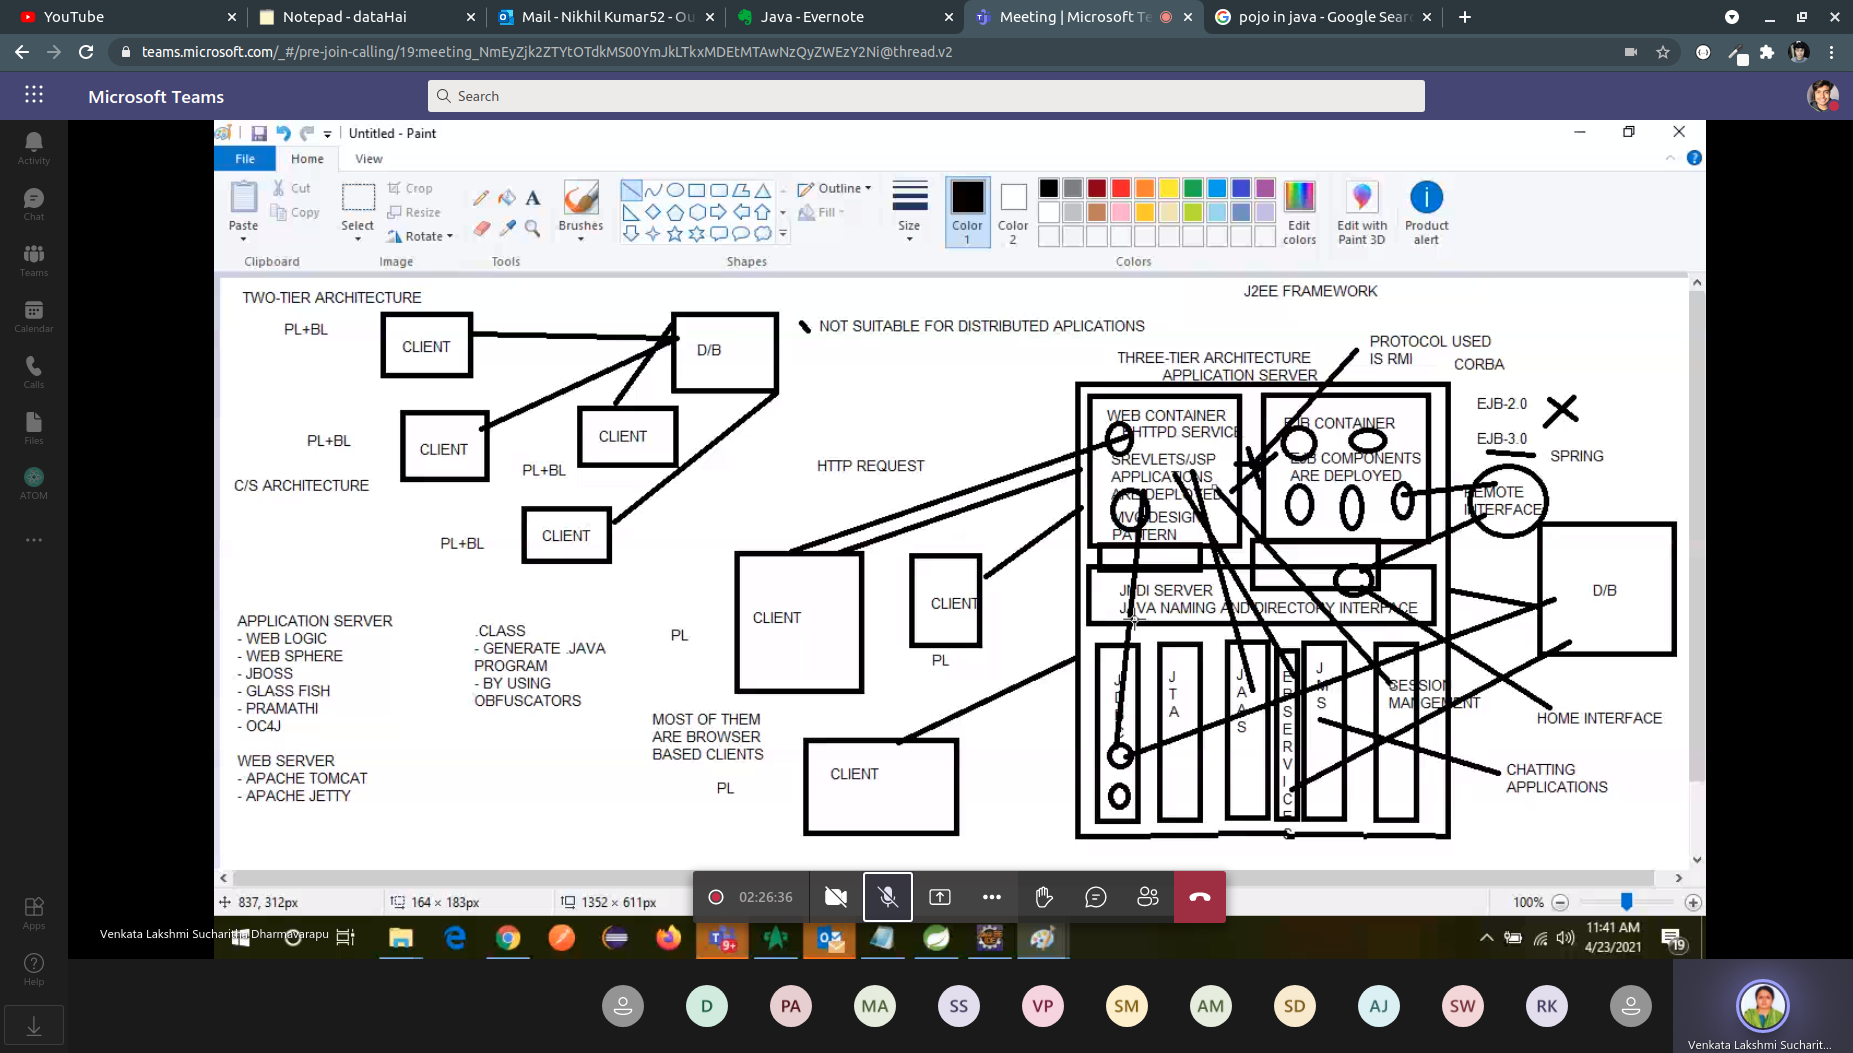 YouTube
Notepad - dataHai
Mail - Nikhil Kumar52 - Ou
Java - Evernote
Meeting | Microsoft Te
pojo in java - Google Searc
teams.microsoft.com/_#/pre-join-calling/19:meeting_NmEyZjk2ZTYtOTdkMS00YmJkLTkxMDEtMTAwNzQyZWEzY2Ni@thread.v2
Microsoft Teams
Search
Activity
Chat
Teams
Calendar
Calls
Files
ATOM
Apps
Help
Untitled - Paint
File
Home
View
Paste
Cut
Copy
Clipboard
Select
Crop
Resize
Rotate
Image
Tools
Brushes
Shapes
Outline
Fill
Size
Color 1
Color 2
Colors
Edit colors
Edit with Paint 3D
Product alert
TWO-TIER ARCHITECTURE
PL+BL
CLIENT
D/B
NOT SUITABLE FOR DISTRIBUTED APLICATIONS
PL+BL
CLIENT
CLIENT
PL+BL
C/S ARCHITECTURE
CLIENT
PL+BL
HTTP REQUEST
J2EE FRAMEWORK
THREE-TIER ARCHITECTURE
APPLICATION SERVER
PROTOCOL USED
IS RMI
CORBA
EJB-2.0
EJB-3.0
SPRING
WEB CONTAINER
HTTPD SERVICE
SREVLETS/JSP
APPLICATIONS
ARE DEPLOYED
MVC DESIGN
PATTERN
EJB CONTAINER
EJB COMPONENTS
ARE DEPLOYED
REMOTE
INTERFACE
JNDI SERVER
JAVA NAMING AND DIRECTORY INTERFACE
D/B
JDBC
JTA
JAAS
JMS
SESSION
MANGEMENT
HOME INTERFACE
CHATTING
APPLICATIONS
APPLICATION SERVER
- WEB LOGIC
- WEB SPHERE
- JBOSS
- GLASS FISH
- PRAMATHI
- OC4J
WEB SERVER
- APACHE TOMCAT
- APACHE JETTY
.CLASS
- GENERATE .JAVA
PROGRAM
- BY USING
OBFUSCATORS
PL
CLIENT
CLIENT
PL
MOST OF THEM
ARE BROWSER
BASED CLIENTS
PL
CLIENT
837, 312px
164 × 183px
1352 × 611px
02:26:36
100%
Venkata Lakshmi Sucharitha Dharmavarapu
9+
11:41 AM
4/23/2021
19
D
PA
MA
SS
VP
SM
AM
SD
AJ
SW
RK
Venkata Lakshmi Sucharit...